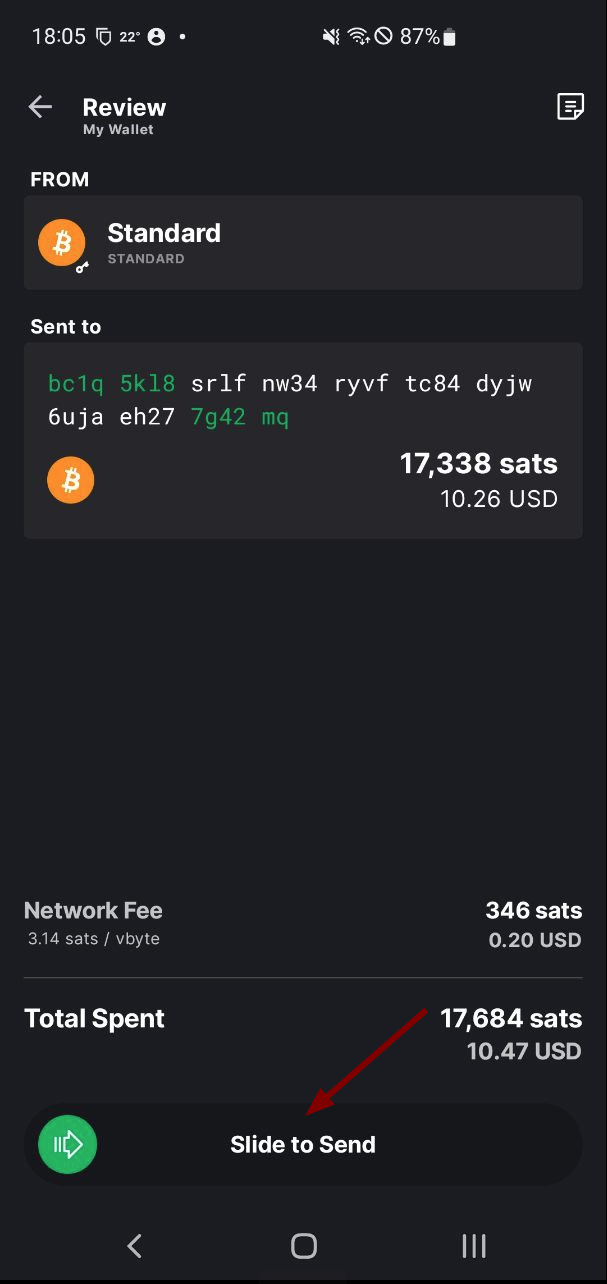 18:05 22° 87%
Review
My Wallet
FROM
Standard
STANDARD
Sent to
bc1q 5kl8 srlf nw34 ryvf tc84 dyjw
6uja eh27 7g42 mq
17,338 sats
10.26 USD
Network Fee 346 sats
3.14 sats / vbyte 0.20 USD
Total Spent 17,684 sats
10.47 USD
Slide to Send